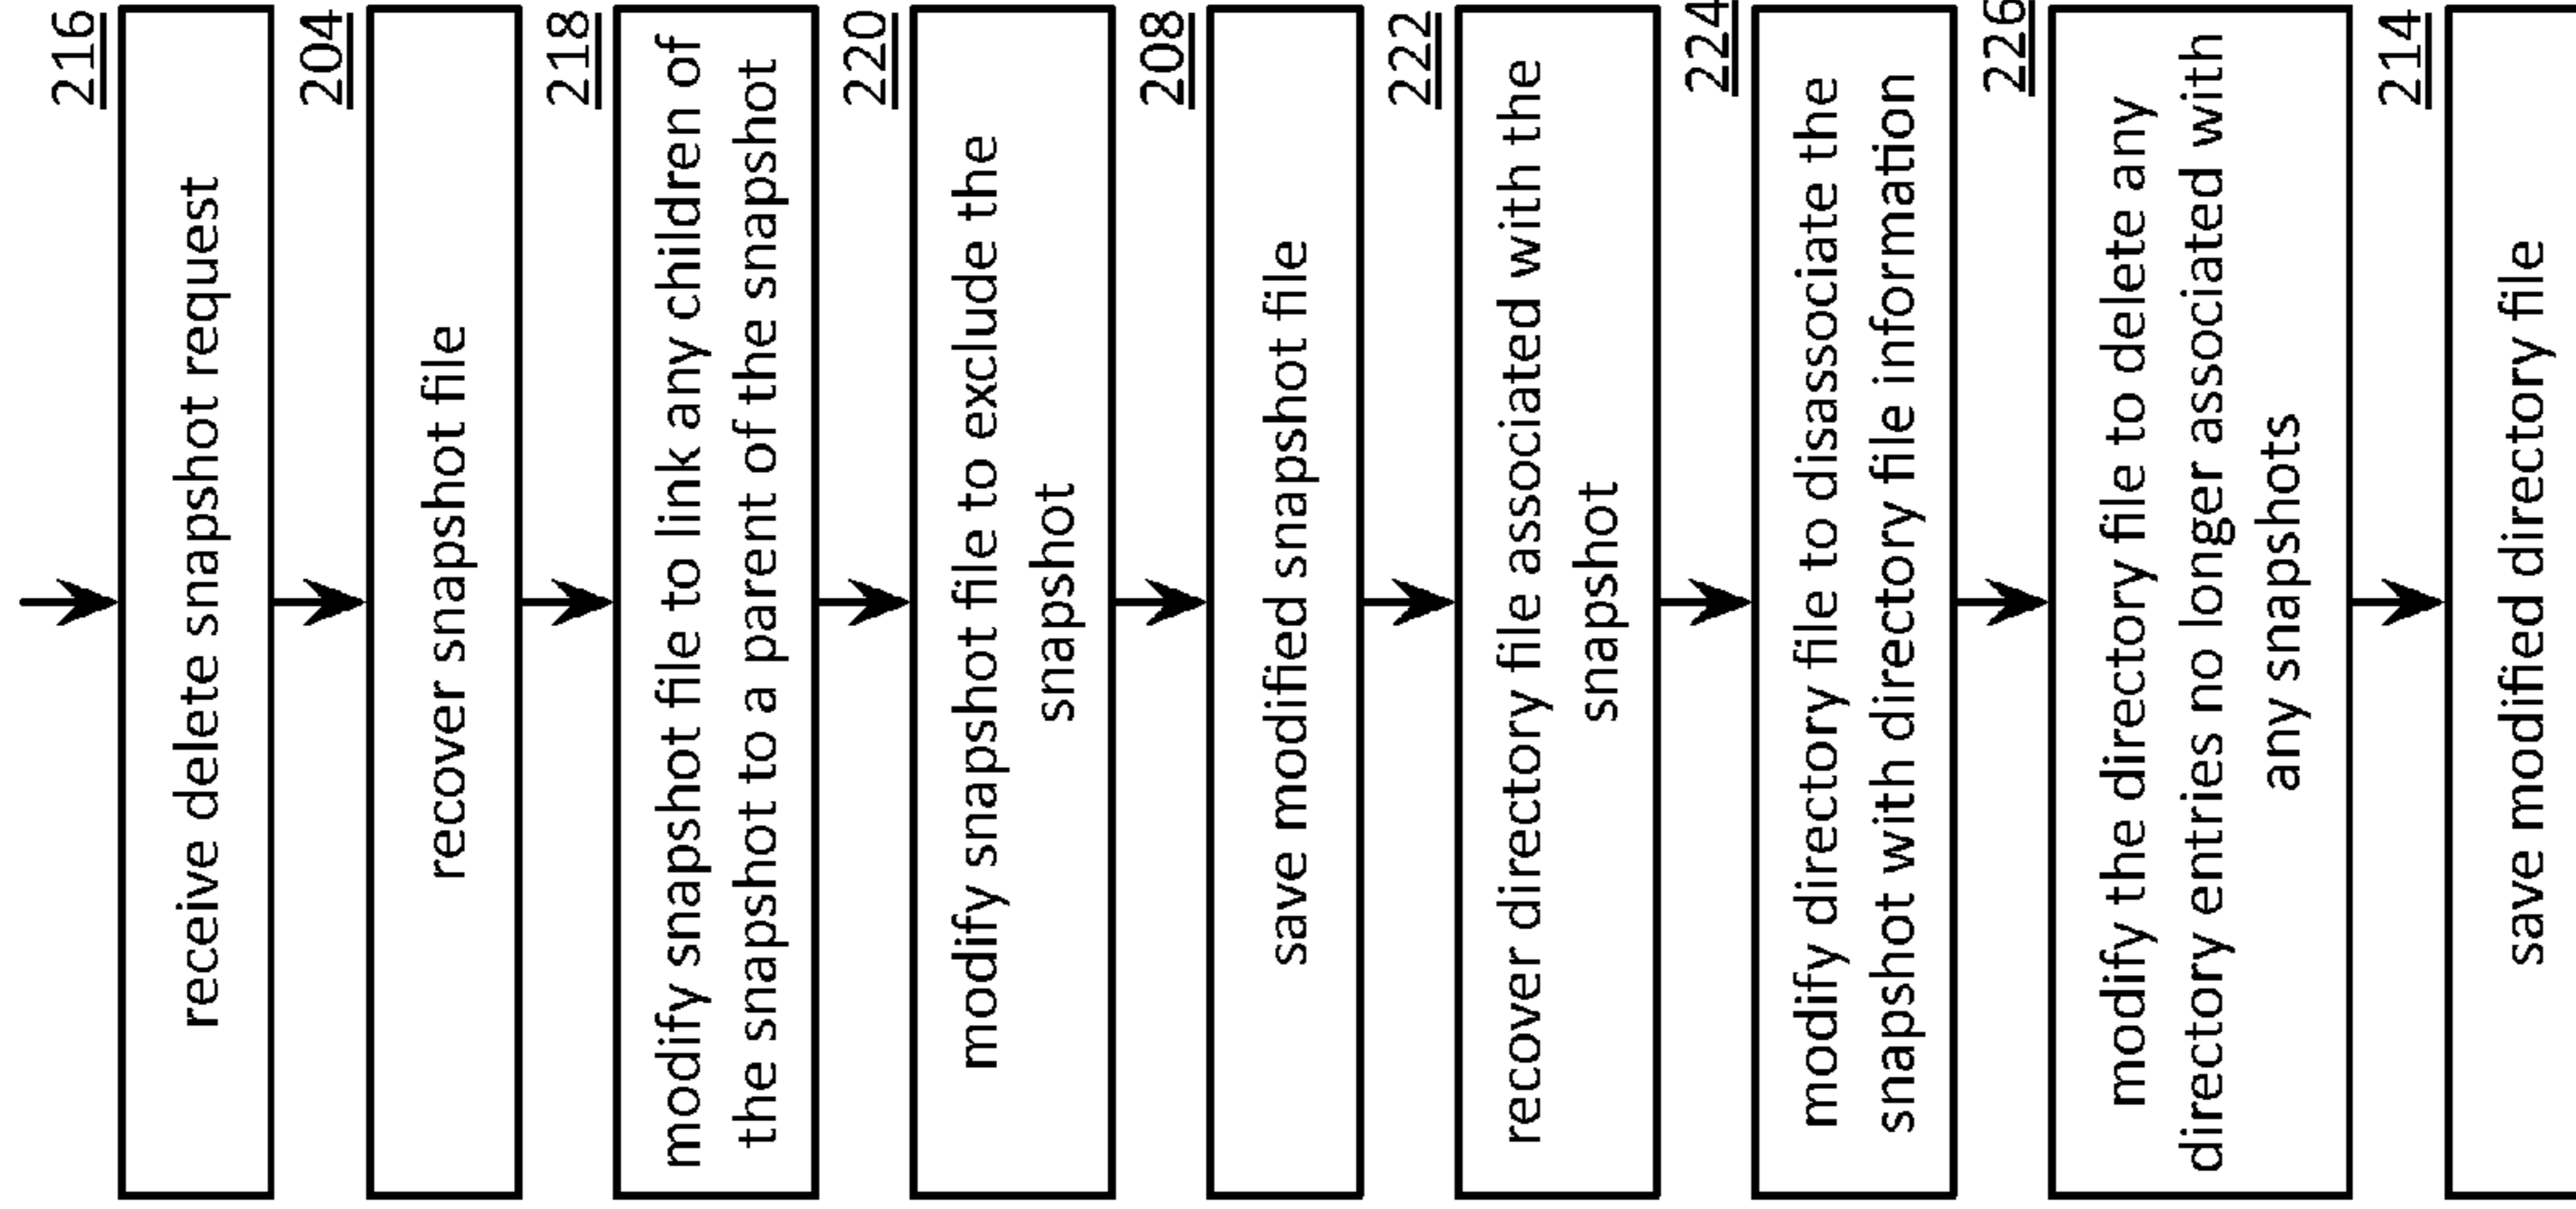 216
receive delete snapshot request
204
recover snapshot file
218
modify snapshot file to link any children of
the snapshot to a parent of the snapshot
220
modify snapshot file to exclude the
snapshot
208
save modified snapshot file
222
recover directory file associated with the
snapshot
224
modify directory file to disassociate the
snapshot with directory file information
226
modify the directory file to delete any
directory entries no longer associated with
any snapshots
214
save modified directory file